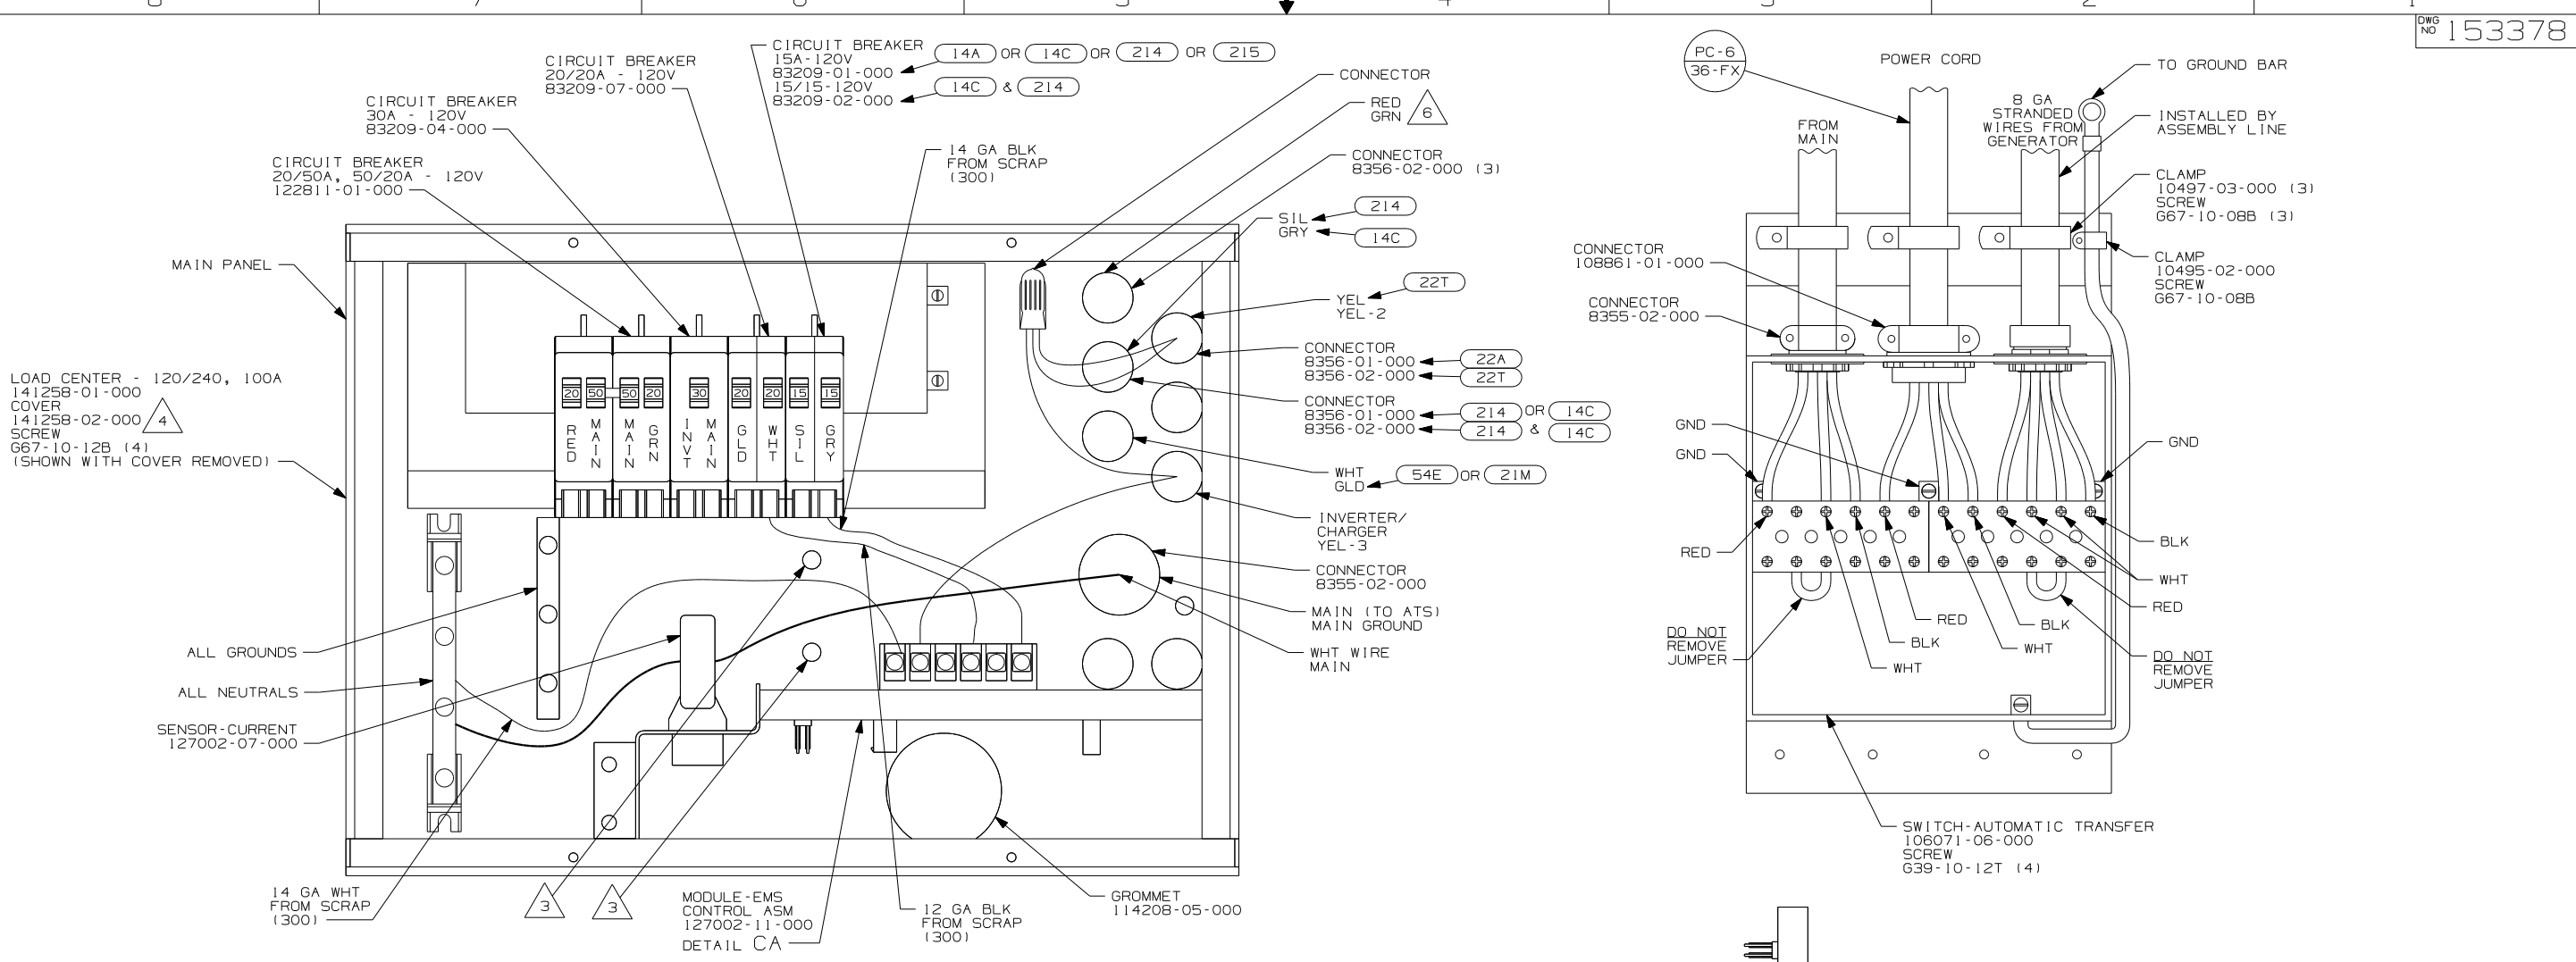 DWG
NO 153378
CIRCUIT BREAKER
15A-120V
83209-01-000
15/15-120V
83209-02-000
14A OR 14C OR 214 OR 215
14C & 214
CIRCUIT BREAKER
20/20A - 120V
83209-07-000
CIRCUIT BREAKER
30A - 120V
83209-04-000
CIRCUIT BREAKER
20/50A, 50/20A - 120V
122811-01-000
14 GA BLK
FROM SCRAP
(300)
CONNECTOR
RED
GRN
6
CONNECTOR
8356-02-000 (3)
SIL
GRY
214
14C
YEL
YEL-2
22T
CONNECTOR
8356-01-000
8356-02-000
22A
22T
CONNECTOR
8356-01-000
8356-02-000
214 OR 14C
214 & 14C
WHT
GLD
54E OR 21M
INVERTER/
CHARGER
YEL-3
CONNECTOR
8355-02-000
MAIN (TO ATS)
MAIN GROUND
WHT WIRE
MAIN
MAIN PANEL
LOAD CENTER - 120/240, 100A
141258-01-000
COVER
141258-02-000
4
SCREW
G67-10-12B (4)
(SHOWN WITH COVER REMOVED)
20 50 50 20 30 20 20 15 15
RED
MAIN
MAIN
GRN
INVT
MAIN
GLD
WHT
SIL
GRY
ALL GROUNDS
ALL NEUTRALS
SENSOR-CURRENT
127002-07-000
14 GA WHT
FROM SCRAP
(300)
3
3
MODULE-EMS
CONTROL ASM
127002-11-000
DETAIL CA
12 GA BLK
FROM SCRAP
(300)
GROMMET
114208-05-000
PC-6
36-FX
POWER CORD
TO GROUND BAR
FROM
MAIN
8 GA
STRANDED
WIRES FROM
GENERATOR
INSTALLED BY
ASSEMBLY LINE
CLAMP
10497-03-000 (3)
SCREW
G67-10-08B (3)
CLAMP
10495-02-000
SCREW
G67-10-08B
CONNECTOR
108861-01-000
CONNECTOR
8355-02-000
GND
GND
GND
RED
BLK
WHT
RED
RED
BLK
BLK
WHT
WHT
DO NOT
REMOVE
JUMPER
DO NOT
REMOVE
JUMPER
SWITCH-AUTOMATIC TRANSFER
106071-06-000
SCREW
G39-10-12T (4)